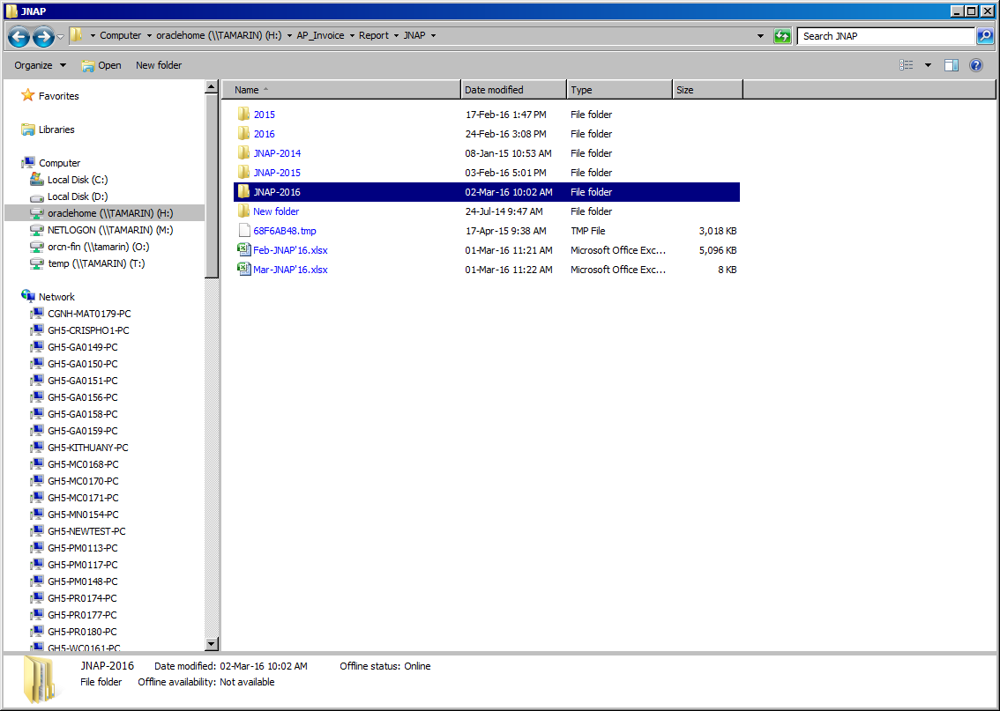 JNAP
Computer oraclehome (\\TAMARIN) (H:) AP_Invoice Report JNAP Search JNAP
Organize Open New folder
Favorites
Libraries
Computer
Local Disk (C:)
Local Disk (D:)
oraclehome (\\TAMARIN) (H:)
NETLOGON (\\TAMARIN) (M:)
orcn-fin (\\tamarin) (O:)
temp (\\TAMARIN) (T:)
Network
CGNH-MAT0179-PC
GH5-CRISPHO1-PC
GH5-GA0149-PC
GH5-GA0150-PC
GH5-GA0151-PC
GH5-GA0156-PC
GH5-GA0158-PC
GH5-GA0159-PC
GH5-KITHUANY-PC
GH5-MC0168-PC
GH5-MC0170-PC
GH5-MC0171-PC
GH5-MN0154-PC
GH5-NEWTEST-PC
GH5-PM0113-PC
GH5-PM0117-PC
GH5-PM0148-PC
GH5-PR0174-PC
GH5-PR0177-PC
GH5-PR0180-PC
GH5-WC0161-PC
Name Date modified Type Size
2015 17-Feb-16 1:47 PM File folder
2016 24-Feb-16 3:08 PM File folder
JNAP-2014 08-Jan-15 10:53 AM File folder
JNAP-2015 03-Feb-16 5:01 PM File folder
JNAP-2016 02-Mar-16 10:02 AM File folder
New folder 24-Jul-14 9:47 AM File folder
68F6AB48.tmp 17-Apr-15 9:38 AM TMP File 3,018 KB
Feb-JNAP'16.xlsx 01-Mar-16 11:21 AM Microsoft Office Exc... 5,096 KB
Mar-JNAP'16.xlsx 01-Mar-16 11:22 AM Microsoft Office Exc... 8 KB
JNAP-2016 Date modified: 02-Mar-16 10:02 AM Offline status: Online
File folder Offline availability: Not available